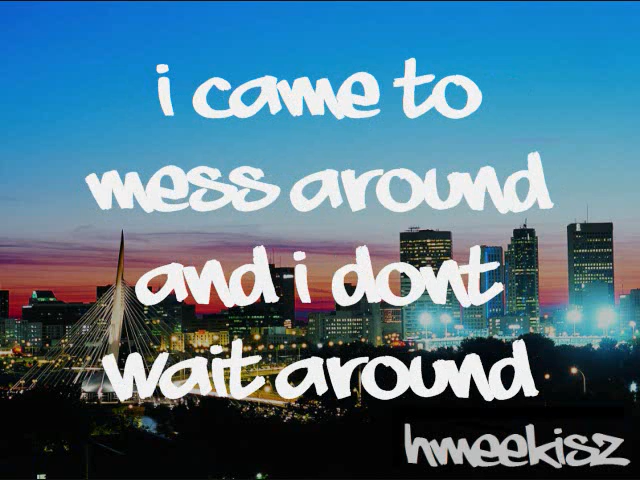 i came to
mess around
and i dont
wait around
hmeekisz